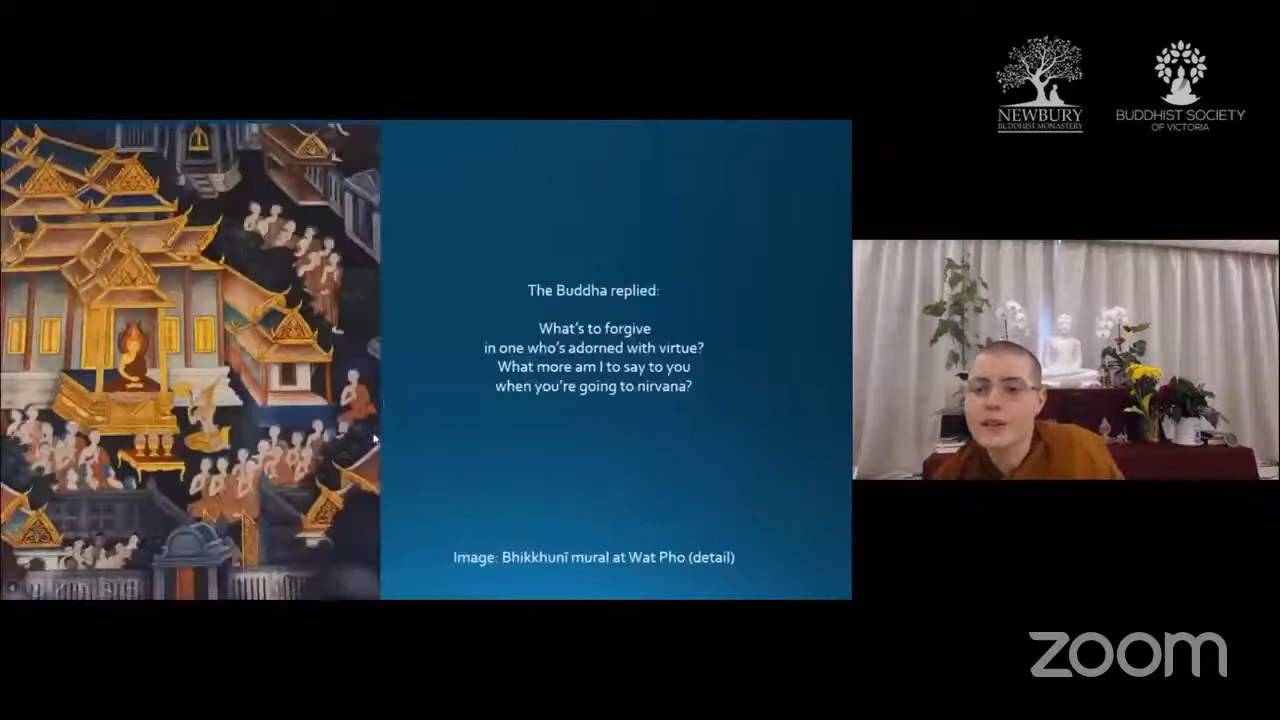 NEWBURY
BUDDHIST MONASTERY
BUDDHIST SOCIETY
OF VICTORIA
The Buddha replied:
What's to forgive
in one who's adorned with virtue?
What more am I to say to you
when you're going to nirvana?
Image: Bhikkhunī mural at Wat Pho (detail)
zoom